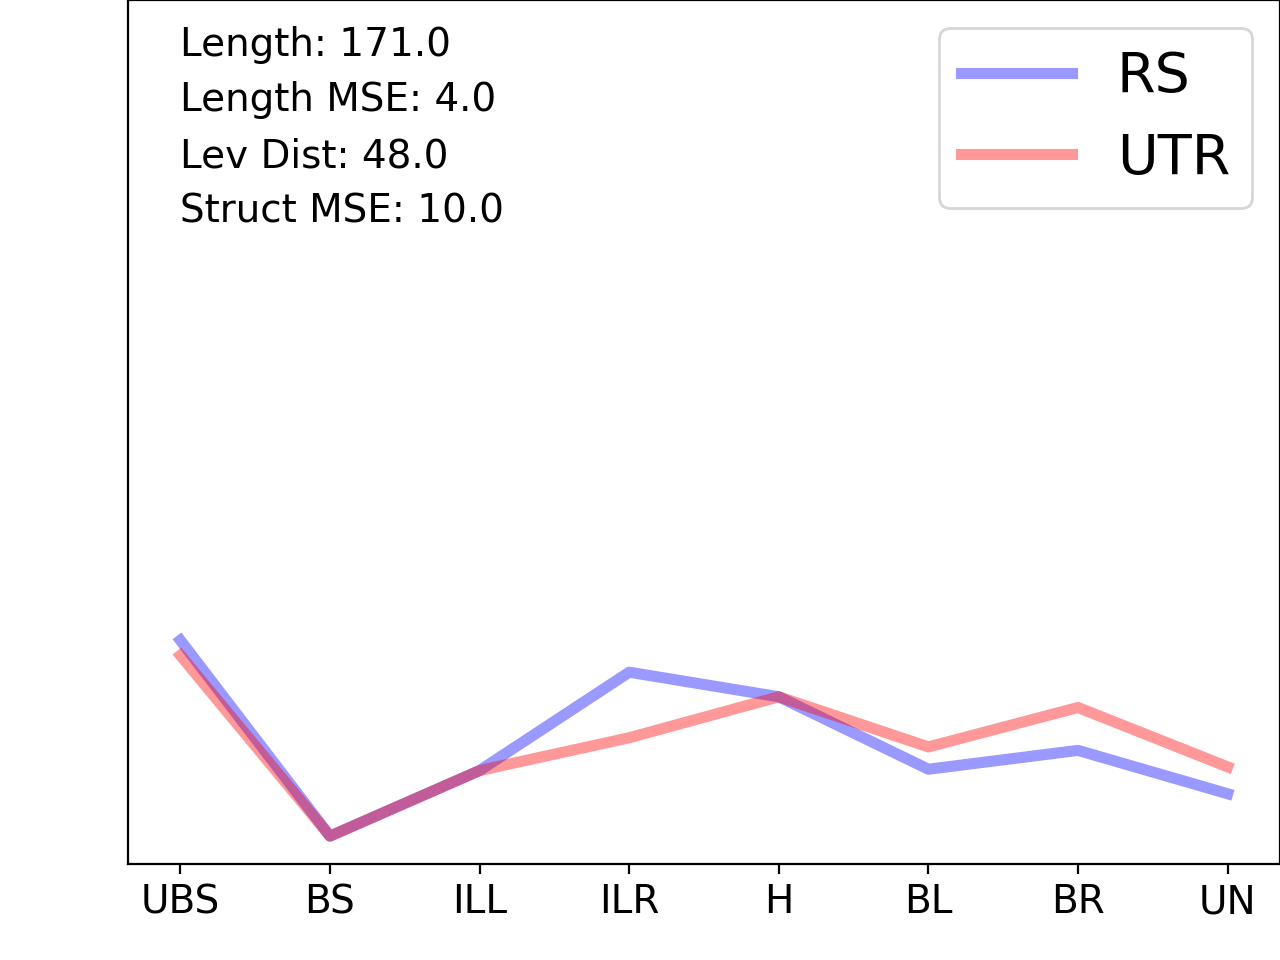 Length: 171.0
Length MSE: 4.0
Lev Dist: 48.0
Struct MSE: 10.0
RS
UTR
UBS BS ILL ILR H BL BR UN